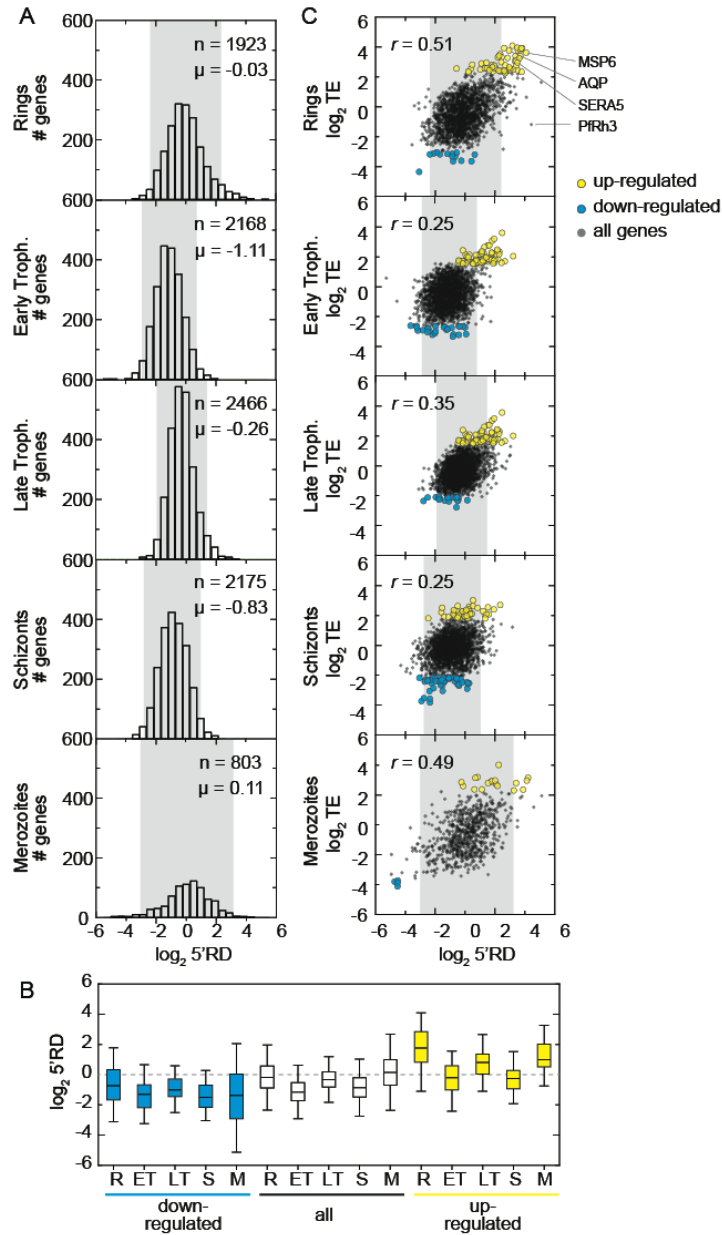 A
C
Rings
# genes
600
400
200
n = 1923
μ = -0.03
Early Troph.
# genes
600
400
200
n = 2168
μ = -1.11
Late Troph.
# genes
600
400
200
n = 2466
μ = -0.26
Schizonts
# genes
600
400
200
n = 2175
μ = -0.83
Merozoites
# genes
600
400
200
0
n = 803
μ = 0.11
-6 -4 -2 0 2 4 6
log2 5'RD
Rings
log2 TE
6
4
2
0
-2
-4
r = 0.51
MSP6
AQP
SERA5
PfRh3
up-regulated
down-regulated
all genes
Early Troph.
log2 TE
6
4
2
0
-2
-4
r = 0.25
Late Troph.
log2 TE
6
4
2
0
-2
-4
r = 0.35
Schizonts
log2 TE
6
4
2
0
-2
-4
r = 0.25
Merozoites
log2 TE
6
4
2
0
-2
-4
-6
r = 0.49
-6 -4 -2 0 2 4 6
log2 5'RD
B
log2 5'RD
6
4
2
0
-2
-4
-6
R ET LT S M R ET LT S M R ET LT S M
down-
regulated
all
up-
regulated